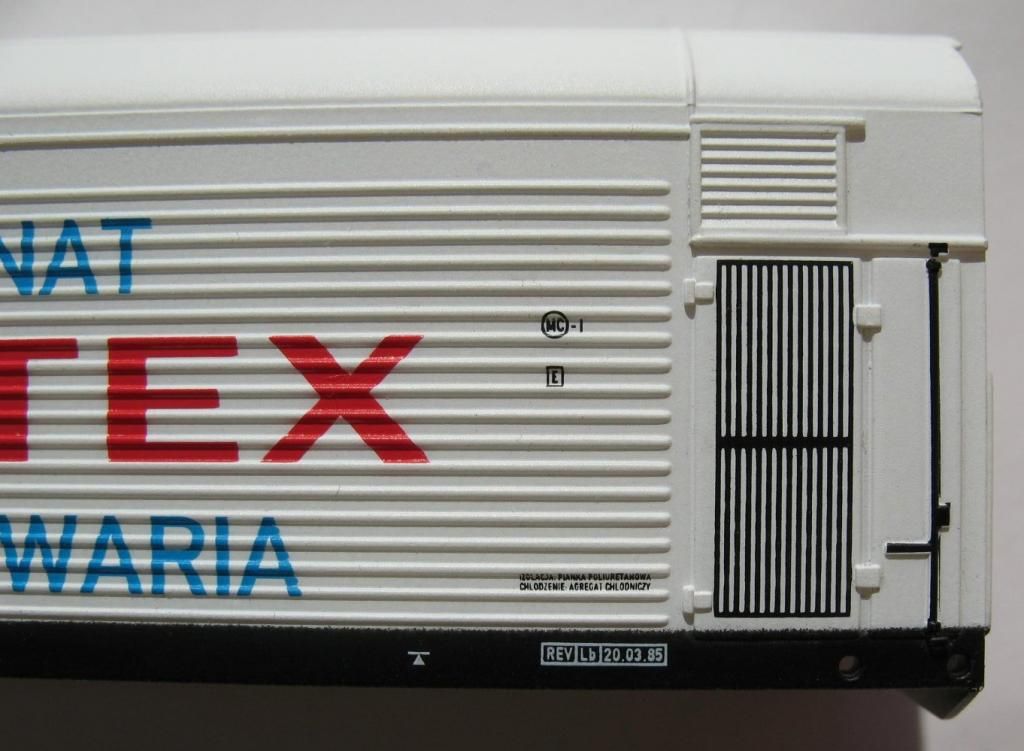 NAT
MC-I
TEX
E
WARIA
IZOLACJA: PIANKA POLIURETANOWA
CHŁODZENIE: AGREGAT CHŁODNICZY
REV Lb 20.03.85